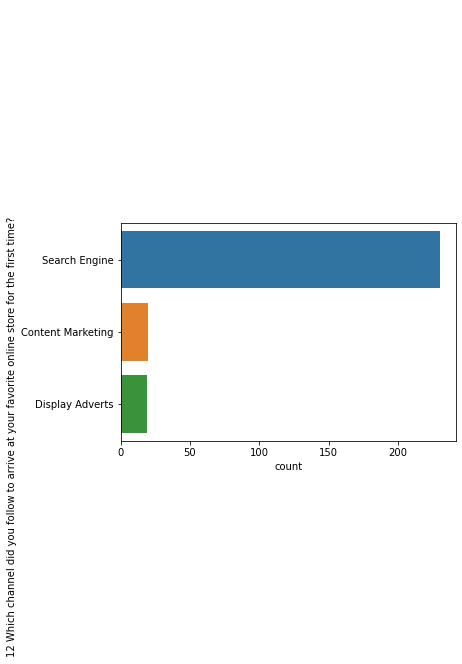 12 Which channel did you follow to arrive at your favorite online store for the first time?
Search Engine
Content Marketing
Display Adverts
0 50 100 150 200
count